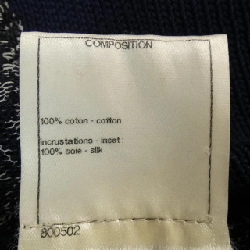 COMPOSITION
100% coton - cotton
incrustations - inset :
100% soie - silk
800502